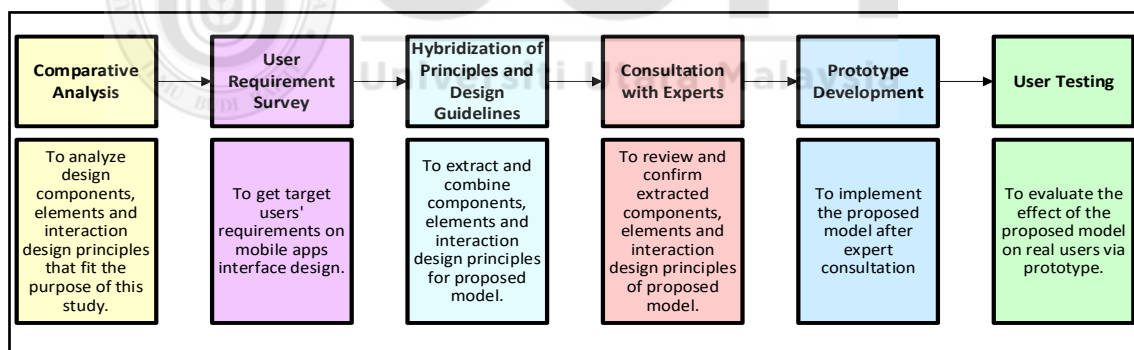 Comparative
Analysis
User
Requirement
Survey
Hybridization of
Principles and
Design
Guidelines
Consultation
with Experts
Prototype
Development
User Testing
Universiti Utara Malaysia
To analyze
design
components,
elements and
interaction
design principles
that fit the
purpose of this
study.
To get target
users'
requirements on
mobile apps
interface design.
To extract and
combine
components,
elements and
interaction
design principles
for proposed
model.
To review and
confirm
extracted
components,
elements and
interaction
design principles
of proposed
model.
To implement
the proposed
model after
expert
consultation
To evaluate the
effect of the
proposed model
on real users via
prototype.